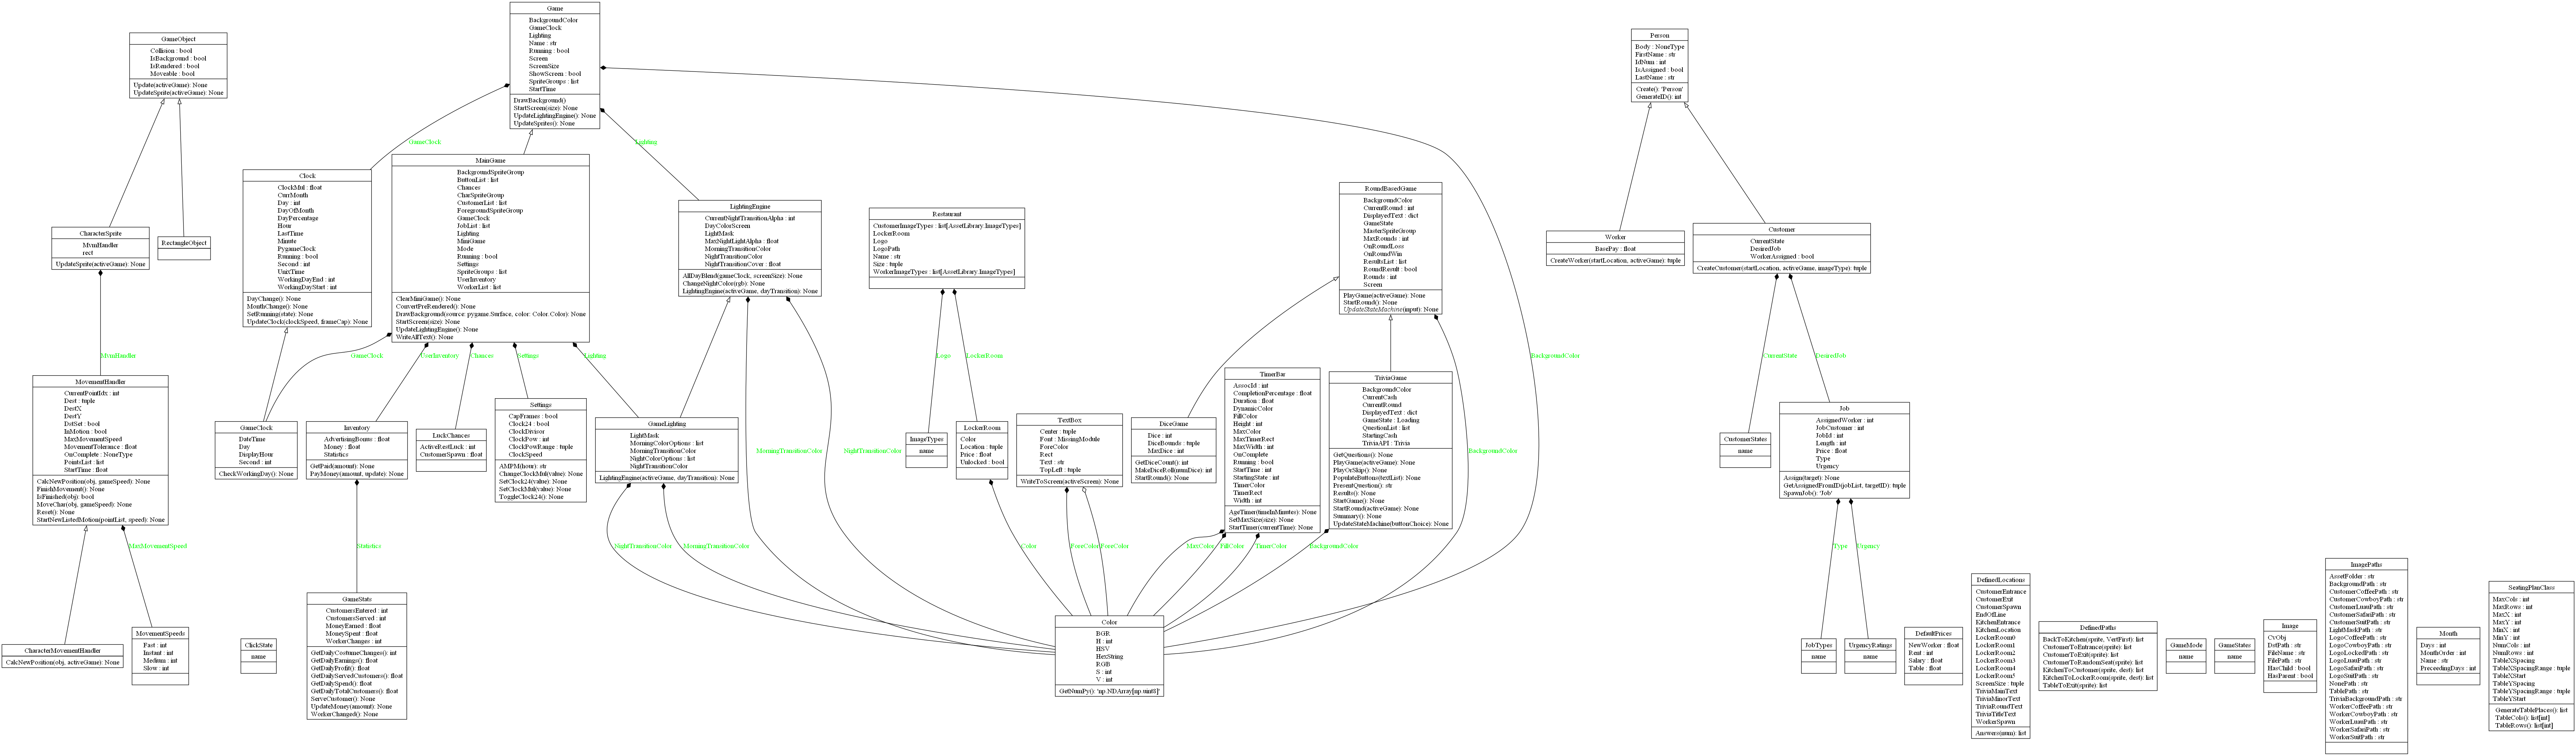 Game
BackgroundColor
GameClock
Lighting
Name : str
Running : bool
Screen
ScreenSize
ShowScreen : bool
SpriteGroups : list
StartTime
DrawBackground()
StartScreen(size): None
UpdateLightingEngine(): None
UpdateSprites(): None
GameObject
Collision : bool
IsBackground : bool
IsRendered : bool
Moveable : bool
Update(activeGame): None
UpdateSprite(activeGame): None
Person
Body : NoneType
FirstName : str
IdNum : int
IsAssigned : bool
LastName : str
Create(): 'Person'
GenerateID(): int
GameClock
Lighting
Clock
ClockMul : float
CurrMonth
Day : int
DayOfMonth
DayPercentage
Hour
LastTime
Minute
PygameClock
Running : bool
Second : int
UnixTime
WorkingDayEnd : int
WorkingDayStart : int
DayChange(): None
MonthChange(): None
SetRunning(state): None
UpdateClock(clockSpeed, frameCap): None
MainGame
BackgroundSpriteGroup
ButtonList : list
Chances
CharSpriteGroup
CustomerList : list
ForegroundSpriteGroup
GameClock
JobList : list
Lighting
MiniGame
Mode
Running : bool
Settings
SpriteGroups : list
UserInventory
WorkerList : list
ClearMiniGame(): None
ConvertPreRendered(): None
DrawBackground(source: pygame.Surface, color: Color.Color): None
StartScreen(size): None
UpdateLightingEngine(): None
WriteAllText(): None
LightingEngine
CurrentNightTransitionAlpha : int
DayColorScreen
LightMask
MaxNightLightAlpha : float
MorningTransitionColor
NightTransitionColor
NightTransitionCover : float
AllDayBlend(gameClock, screenSize): None
ChangeNightColor(rgb): None
LightingEngine(activeGame, dayTransition): None
Restaurant
CustomerImageTypes : list[AssetLibrary.ImageTypes]
LockerRoom
Logo
LogoPath
Name : str
Size : tuple
WorkerImageTypes : list[AssetLibrary.ImageTypes]
RoundBasedGame
BackgroundColor
CurrentRound : int
DisplayedText : dict
GameState
MasterSpriteGroup
MaxRounds : int
OnRoundLoss
OnRoundWin
ResultsList : list
RoundResult : bool
Rounds : int
Screen
PlayGame(activeGame): None
StartRound(): None
UpdateStateMachine(input): None
CharacterSprite
MvmHandler
rect
UpdateSprite(activeGame): None
RectangleObject
Worker
BasePay : float
CreateWorker(startLocation, activeGame): tuple
Customer
CurrentState
DesiredJob
WorkerAssigned : bool
CreateCustomer(startLocation, activeGame, imageType): tuple
MvmHandler
GameClock
UserInventory
Chances
Settings
Lighting
Logo
LockerRoom
BackgroundColor
CurrentState
DesiredJob
MovementHandler
CurrentPointIdx : int
Dest : tuple
DestX
DestY
DstSet : bool
InMotion : bool
MaxMovementSpeed
MovementTolerance : float
OnComplete : NoneType
PointsList : list
StartTime : float
CalcNewPosition(obj, gameSpeed): None
FinishMovement(): None
IsFinished(obj): bool
MoveChar(obj, gameSpeed): None
Reset(): None
StartNewListedMotion(pointList, speed): None
GameClock
DateTime
Day
DisplayHour
Second : int
CheckWorkingDay(): None
Inventory
AdvertisingBonus : float
Money : float
Statistics
GetPaid(amount): None
PayMoney(amount, update): None
LuckChances
ActiveRestLuck : int
CustomerSpawn : float
Settings
CapFrames : bool
Clock24 : bool
ClockDivisor
ClockPow : int
ClockPowRange : tuple
ClockSpeed
AMPM(hour): str
ChangeClockMul(value): None
SetClock24(value): None
SetClockMul(value): None
ToggleClock24(): None
GameLighting
LightMask
MorningColorOptions : list
MorningTransitionColor
NightColorOptions : list
NightTransitionColor
LightingEngine(activeGame, dayTransition): None
MorningTransitionColor
NightTransitionColor
ImageTypes
name
LockerRoom
Color
Location : tuple
Price : float
Unlocked : bool
TextBox
Center : tuple
Font : MissingModule
ForeColor
Rect
Text : str
TopLeft : tuple
WriteToScreen(activeScreen): None
DiceGame
Dice : int
DiceBounds : tuple
MaxDice : int
GetDiceCount(): int
MakeDiceRoll(numDice): int
StartRound(): None
TimerBar
AssocId : int
CompletionPercentage : float
Duration : float
DynamicColor
FillColor
Height : int
MaxColor
MaxTimerRect
MaxWidth : int
OnComplete
Running : bool
StartTime : int
StartingState : int
TimerColor
TimerRect
Width : int
AgeTimer(timeInMinutes): None
SetMaxSize(size): None
StartTimer(currentTime): None
TriviaGame
BackgroundColor
CurrentCash
CurrentRound
DisplayedText : dict
GameState : Loading
QuestionList : list
StartingCash
TriviaAPI : Trivia
GetQuestions(): None
PlayGame(activeGame): None
PlayOrSkip(): None
PopulateButtons(textList): None
PresentQuestion(): str
Results(): None
StartGame(): None
StartRound(activeGame): None
Summary(): None
UpdateStateMachine(buttonChoice): None
BackgroundColor
CustomerStates
name
Job
AssignedWorker : int
JobCustomer : int
JobId : int
Length : int
Price : float
Type
Urgency
Assign(target): None
GetAssignedFromID(jobList, targetID): tuple
SpawnJob(): 'Job'
MaxMovementSpeed
Statistics
NightTransitionColor
MorningTransitionColor
Color
ForeColor
ForeColor
MaxColor
FillColor
TimerColor
BackgroundColor
Type
Urgency
CharacterMovementHandler
CalcNewPosition(obj, activeGame): None
MovementSpeeds
Fast : int
Instant : int
Medium : int
Slow : int
ClickState
name
GameStats
CustomersEntered : int
CustomersServed : int
MoneyEarned : float
MoneySpent : float
WorkerChanges : int
GetDailyCostumeChanges(): int
GetDailyEarnings(): float
GetDailyProfit(): float
GetDailyServedCustomers(): float
GetDailySpend(): float
GetDailyTotalCustomers(): float
ServeCustomer(): None
UpdateMoney(amount): None
WorkerChanged(): None
Color
BGR
H : int
HSV
HexString
RGB
S : int
V : int
GetNumPy(): 'np.NDArray[np.uint8]'
JobTypes
name
UrgencyRatings
name
DefaultPrices
NewWorker : float
Rent : int
Salary : float
Table : float
DefinedLocations
CustomerEntrance
CustomerExit
CustomerSpawn
EndOfLine
KitchenEntrance
KitchenLocation
LockerRoom0
LockerRoom1
LockerRoom2
LockerRoom3
LockerRoom4
LockerRoom5
ScreenSize : tuple
TriviaMainText
TriviaMinorText
TriviaRoundText
TriviaTitleText
WorkerSpawn
Answers(num): list
DefinedPaths
BackToKitchen(sprite, VertFirst): list
CustomerToEntrance(sprite): list
CustomerToExit(sprite): list
CustomerToRandomSeat(sprite): list
KitchenToCustomer(sprite, dest): list
KitchenToLockerRoom(sprite, dest): list
TableToExit(sprite): list
GameMode
name
GameStates
name
Image
CvObj
DstPath : str
FileName : str
FilePath : str
HasChild : bool
HasParent : bool
ImagePaths
AssetFolder : str
BackgroundPath : str
CustomerCoffeePath : str
CustomerCowboyPath : str
CustomerLuauPath : str
CustomerSafariPath : str
CustomerSuitPath : str
LightMaskPath : str
LogoCoffeePath : str
LogoCowboyPath : str
LogoLockedPath : str
LogoLuauPath : str
LogoSafariPath : str
LogoSuitPath : str
NonePath : str
TablePath : str
TriviaBackgroundPath : str
WorkerCoffeePath : str
WorkerCowboyPath : str
WorkerLuauPath : str
WorkerSafariPath : str
WorkerSuitPath : str
Month
Days : int
MonthOrder : int
Name : str
PreceedingDays : int
SeatingPlanClass
MaxCols : int
MaxRows : int
MaxX : int
MaxY : int
MinX : int
MinY : int
NumCols : int
NumRows : int
TableXSpacing
TableXSpacingRange : tuple
TableXStart
TableYSpacing
TableYSpacingRange : tuple
TableYStart
GenerateTablePlaces(): list
TableCols(): list[int]
TableRows(): list[int]